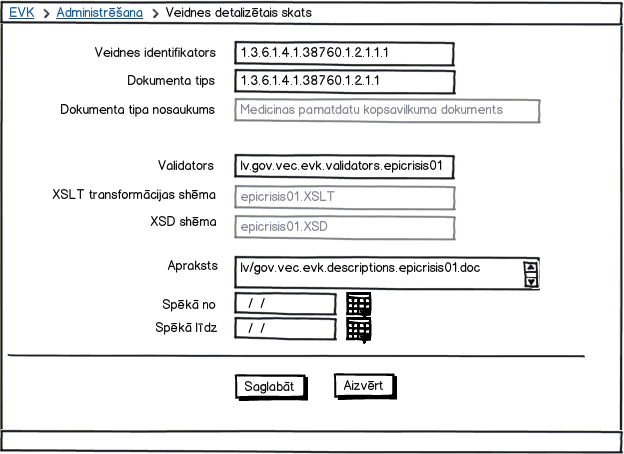 EVK > Administrēšana > Veidnes detalizētais skats
Veidnes identifikators 1.3.6.1.4.1.38760.1.2.1.1.1
Dokumenta tips 1.3.6.1.4.1.38760.1.2.1.1
Dokumenta tipa nosaukums Medicīnas pamatdatu kopsavilkuma dokuments
Validators lv.gov.vec.evk.validators.epicrisis01
XSLT transformācijas shēma epicrisis01.XSLT
XSD shēma epicrisis01.XSD
Apraksts lv/gov.vec.evk.descriptions.epicrisis01.doc
Spēkā no / /
Spēkā līdz / /
Saglabāt Aizvērt